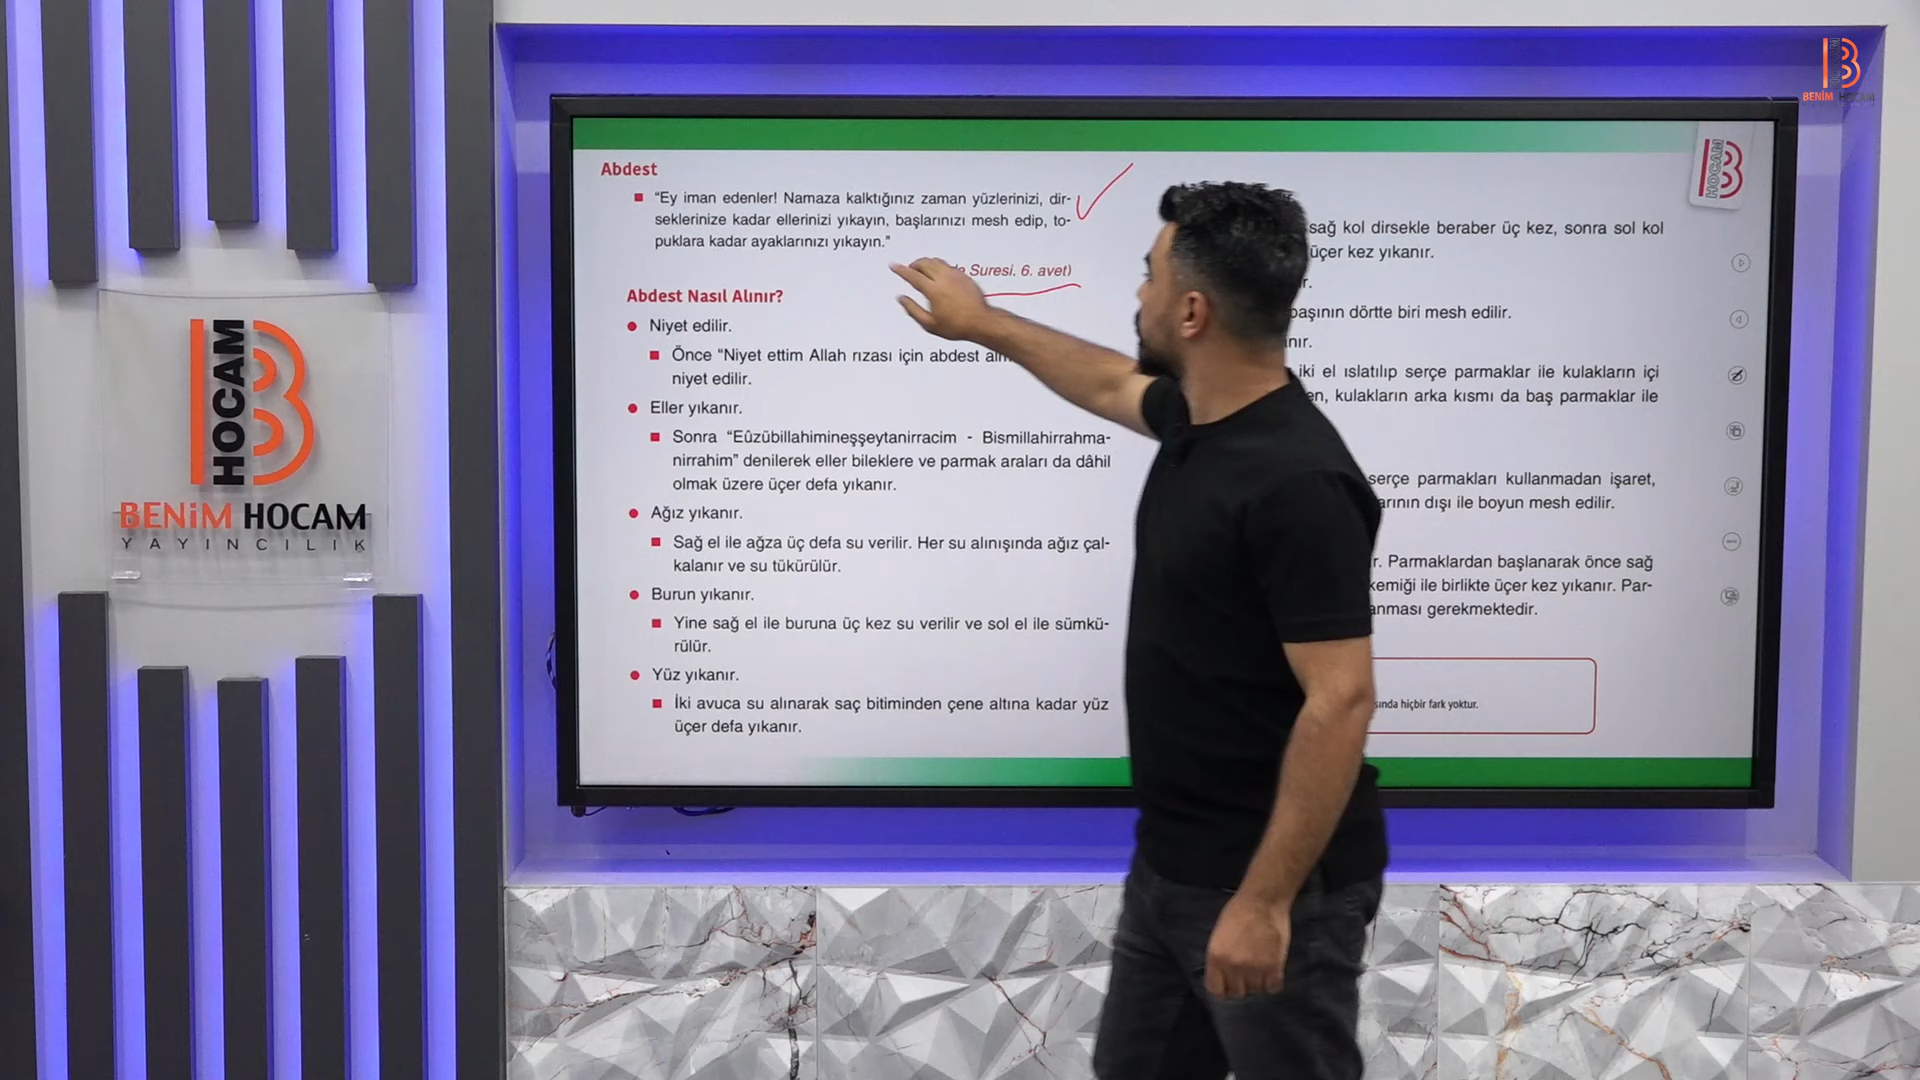 Abdest
"Ey iman edenler! Namaza kalktığınız zaman yüzlerinizi, dir-
seklerinize kadar ellerinizi yıkayın, başlarınızı mesh edip, to-
puklara kadar ayaklarınızı yıkayın."
Suresi. 6. ayet)
Abdest Nasıl Alınır?
Niyet edilir.
Önce "Niyet ettim Allah rızası için abdest
niyet edilir.
Eller yıkanır.
Sonra "Eûzübillahimineşşeytanirracim - Bismillahirrahma-
nirrahim" denilerek eller bileklere ve parmak araları da dâhil
olmak üzere üçer defa yıkanır.
Ağız yıkanır.
Sağ el ile ağza üç defa su verilir. Her su alınışında ağız çal-
kalanır ve su tükürülür.
Burun yıkanır.
Yine sağ el ile buruna üç kez su verilir ve sol el ile sümkü-
rülür.
Yüz yıkanır.
İki avuca su alınarak saç bitiminden çene altına kadar yüz
üçer defa yıkanır.
sağ kol dirsekle beraber üç kez, sonra sol kol
üçer kez yıkanır.
başının dörtte biri mesh edilir.
iki el ıslatılıp serçe parmaklar ile kulakların içi
kulakların arka kısmı da baş parmaklar ile
serçe parmakları kullanmadan işaret,
dışı ile boyun mesh edilir.
Parmaklardan başlanarak önce sağ
kemiği ile birlikte üçer kez yıkanır. Par-
gerekmektedir.
hiçbir fark yoktur.
HOCAM
B
BENİM HOCAM
HOCAM
B
BENİM HOCAM
YAYINCILIK